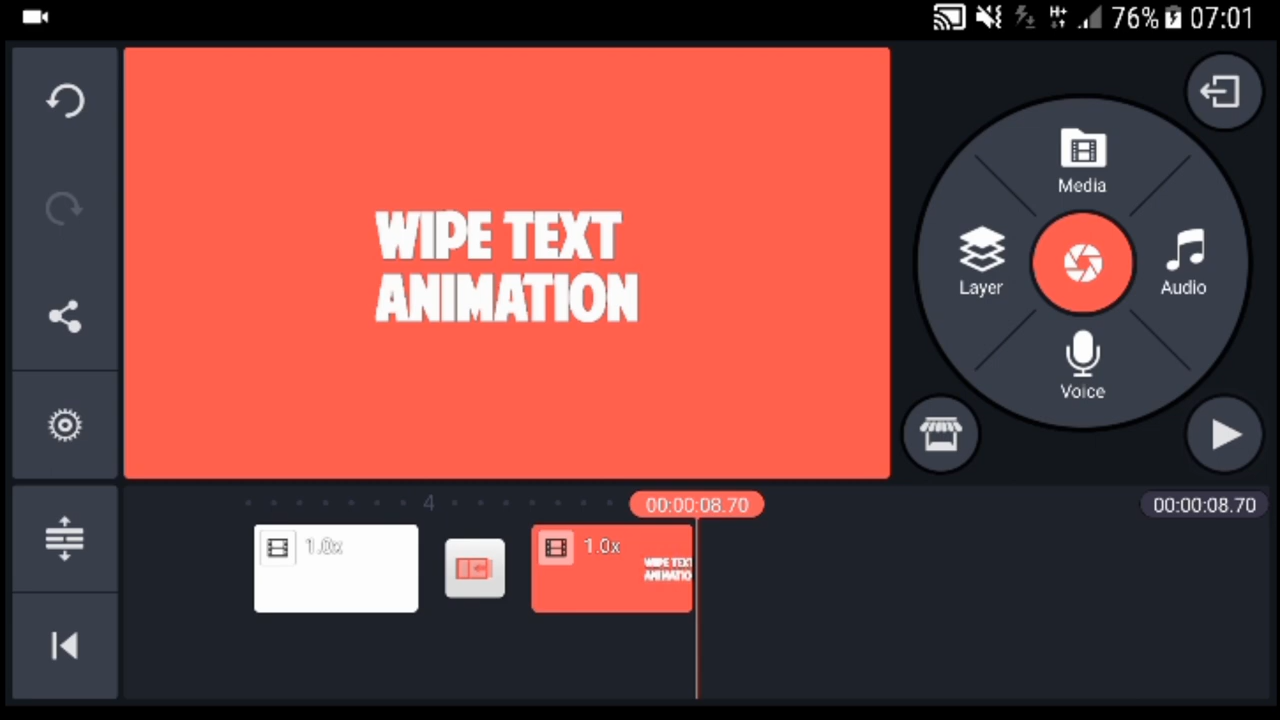 H+
76%
07:01
WIPE TEXT
ANIMATION
Media
Layer
Audio
Voice
4
00:00:08.70
00:00:08.70
1.0x
1.0x
WIPE TEXT
ANIMATIO